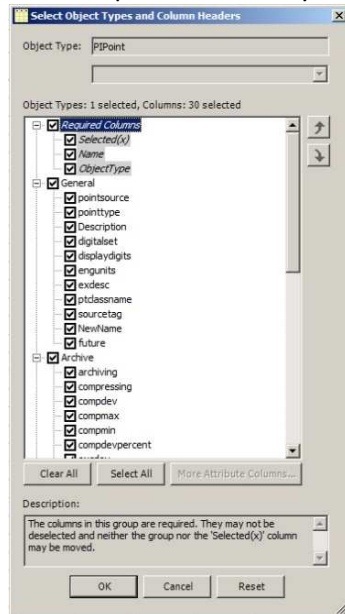 Select Object Types and Column Headers
Object Type: PIPoint
Object Types: 1 selected, Columns: 30 selected
Required Columns
Selected(x)
Name
ObjectType
General
pointsource
pointtype
Description
digitalset
displaydigits
engunits
exdesc
ptclassname
sourcetag
NewName
future
Archive
archiving
compressing
compdev
compmax
compmin
compdevpercent
Clear All Select All More Attribute Columns...
Description:
The columns in this group are required. They may not be
deselected and neither the group nor the 'Selected(x)' column
may be moved.
OK Cancel Reset